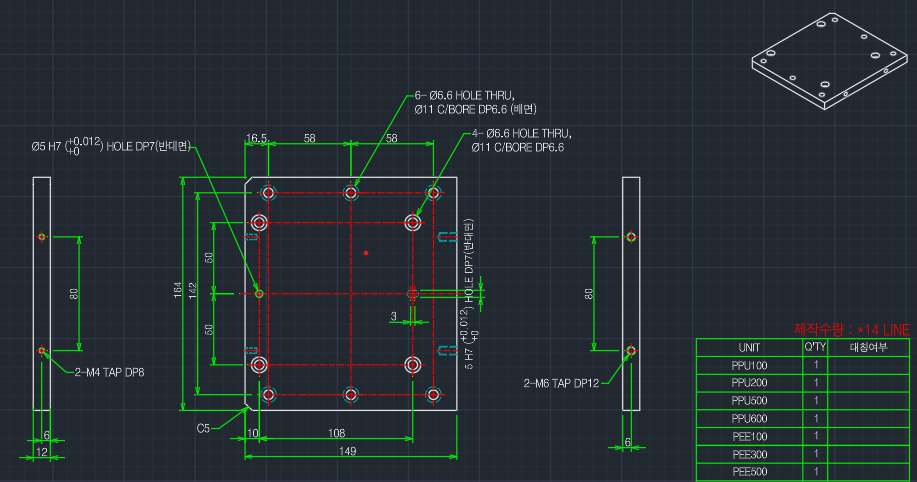 6- Ø6.6 HOLE THRU,
Ø11 C/BORE DP6.6 (배면)
4- Ø6.6 HOLE THRU,
Ø11 C/BORE DP6.6
Ø5 H7 (+0.012 +0) HOLE DP7(반대면)
16.5
58
58
50
50
164
142
80
2-M4 TAP DP8
6
12
C5
10
108
149
3
5 H7 (+0.012 +0) HOLE DP7(반대면)
80
2-M6 TAP DP12
6
제작수량 : *14 LINE
UNIT Q'TY 대칭여부
PPU100 1
PPU200 1
PPU500 1
PPU600 1
PEE100 1
PEE300 1
PEE500 1